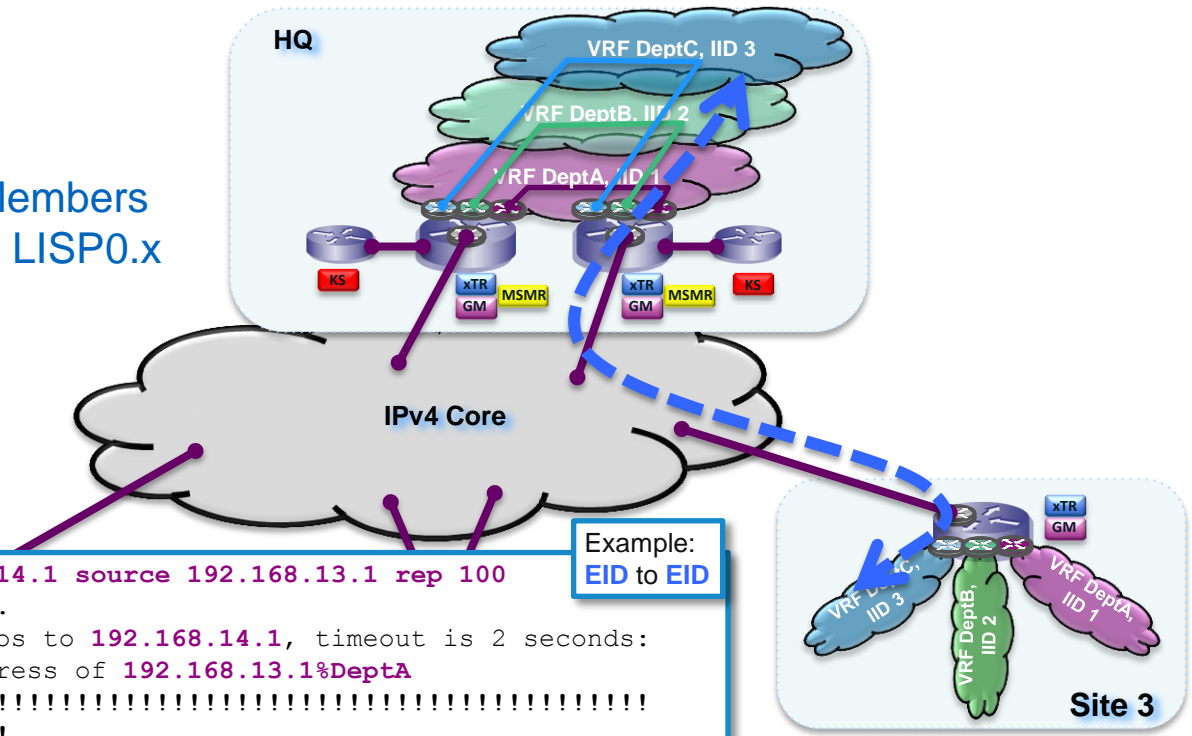 HQ
VRF DeptC, IID 3
VRF DeptB, IID 2
VRF DeptA, IID 1
Members
LISP0.x
KS
xTR
GM
MSMR
xTR
GM
MSMR
KS
IPv4 Core
xTR
GM
VRF DeptC,
IID 3
VRF DeptB,
IID 2
VRF DeptA,
IID 1
Site 3
Example:
EID to EID
14.1 source 192.168.13.1 rep 100
.
os to 192.168.14.1, timeout is 2 seconds:
ress of 192.168.13.1%DeptA
!!!!!!!!!!!!!!!!!!!!!!!!!!!!!!!!!!!!!!!!!!
!